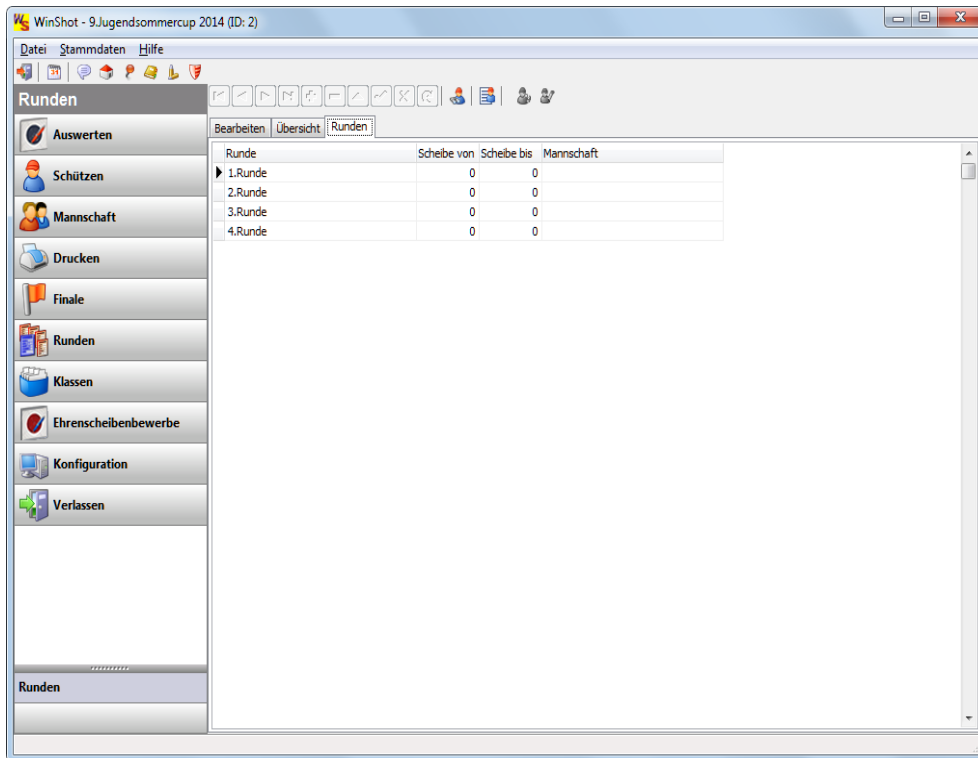 WinShot - 9.Jugendsommercup 2014 (ID: 2)
Datei Stammdaten Hilfe
Runden
Auswerten
Schützen
Mannschaft
Drucken
Finale
Runden
Klassen
Ehrenscheibenbewerbe
Konfiguration
Verlassen
Runden
Bearbeiten Übersicht Runden
Runde Scheibe von Scheibe bis Mannschaft
1.Runde 0 0
2.Runde 0 0
3.Runde 0 0
4.Runde 0 0